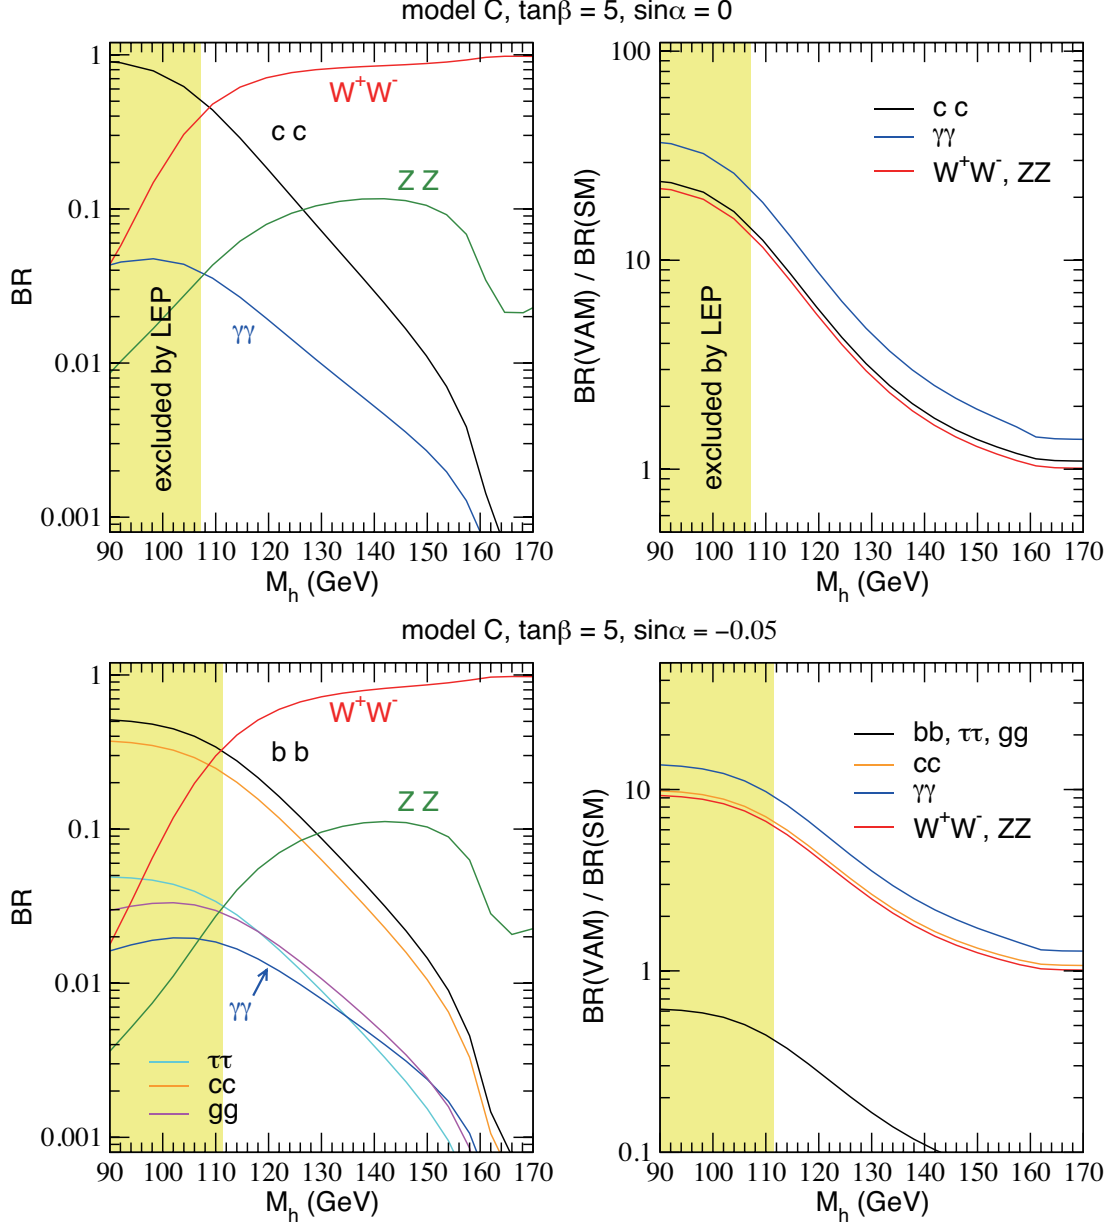 model C, tanβ = 5, sinα = 0
1
0.1
0.01
0.001
BR
W⁺W⁻
c c
Z Z
γγ
excluded by LEP
90 100 110 120 130 140 150 160 170
M_h (GeV)
100
10
1
BR(VAM) / BR(SM)
c c
γγ
W⁺W⁻, ZZ
excluded by LEP
90 100 110 120 130 140 150 160 170
M_h (GeV)
model C, tanβ = 5, sinα = −0.05
1
0.1
0.01
0.001
BR
W⁺W⁻
b b
Z Z
γγ
ττ
cc
gg
90 100 110 120 130 140 150 160 170
M_h (GeV)
10
1
0.1
BR(VAM) / BR(SM)
bb, ττ, gg
cc
γγ
W⁺W⁻, ZZ
90 100 110 120 130 140 150 160 170
M_h (GeV)